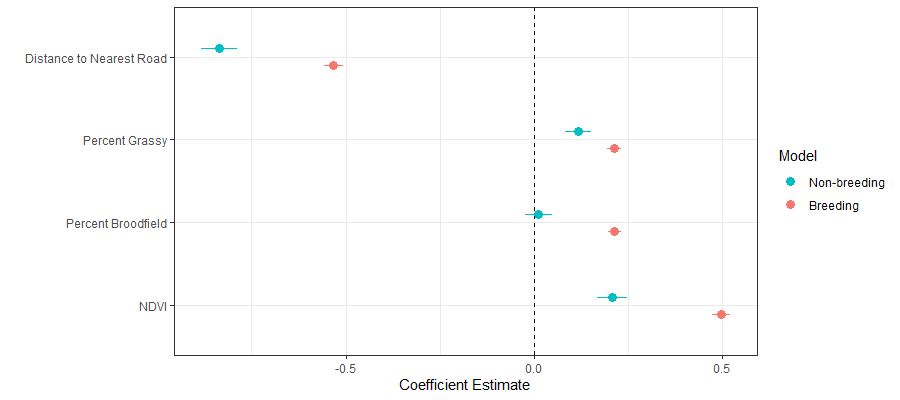 Distance to Nearest Road
Percent Grassy
Percent Broodfield
NDVI
-0.5 0.0 0.5
Coefficient Estimate
Model
Non-breeding
Breeding